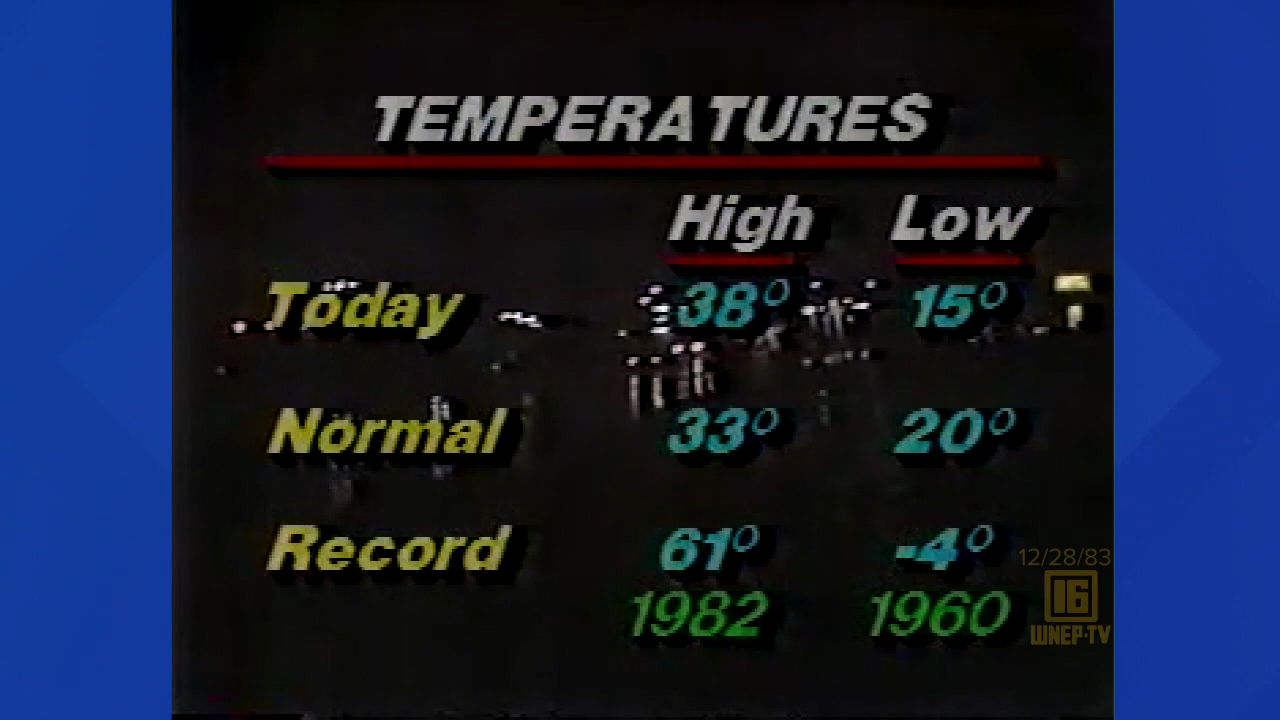 TEMPERATURES
High Low
Today 38° 15°
Normal 33° 20°
Record 61° -4°
1982 1960
12/28/83
16
WNEP-TV